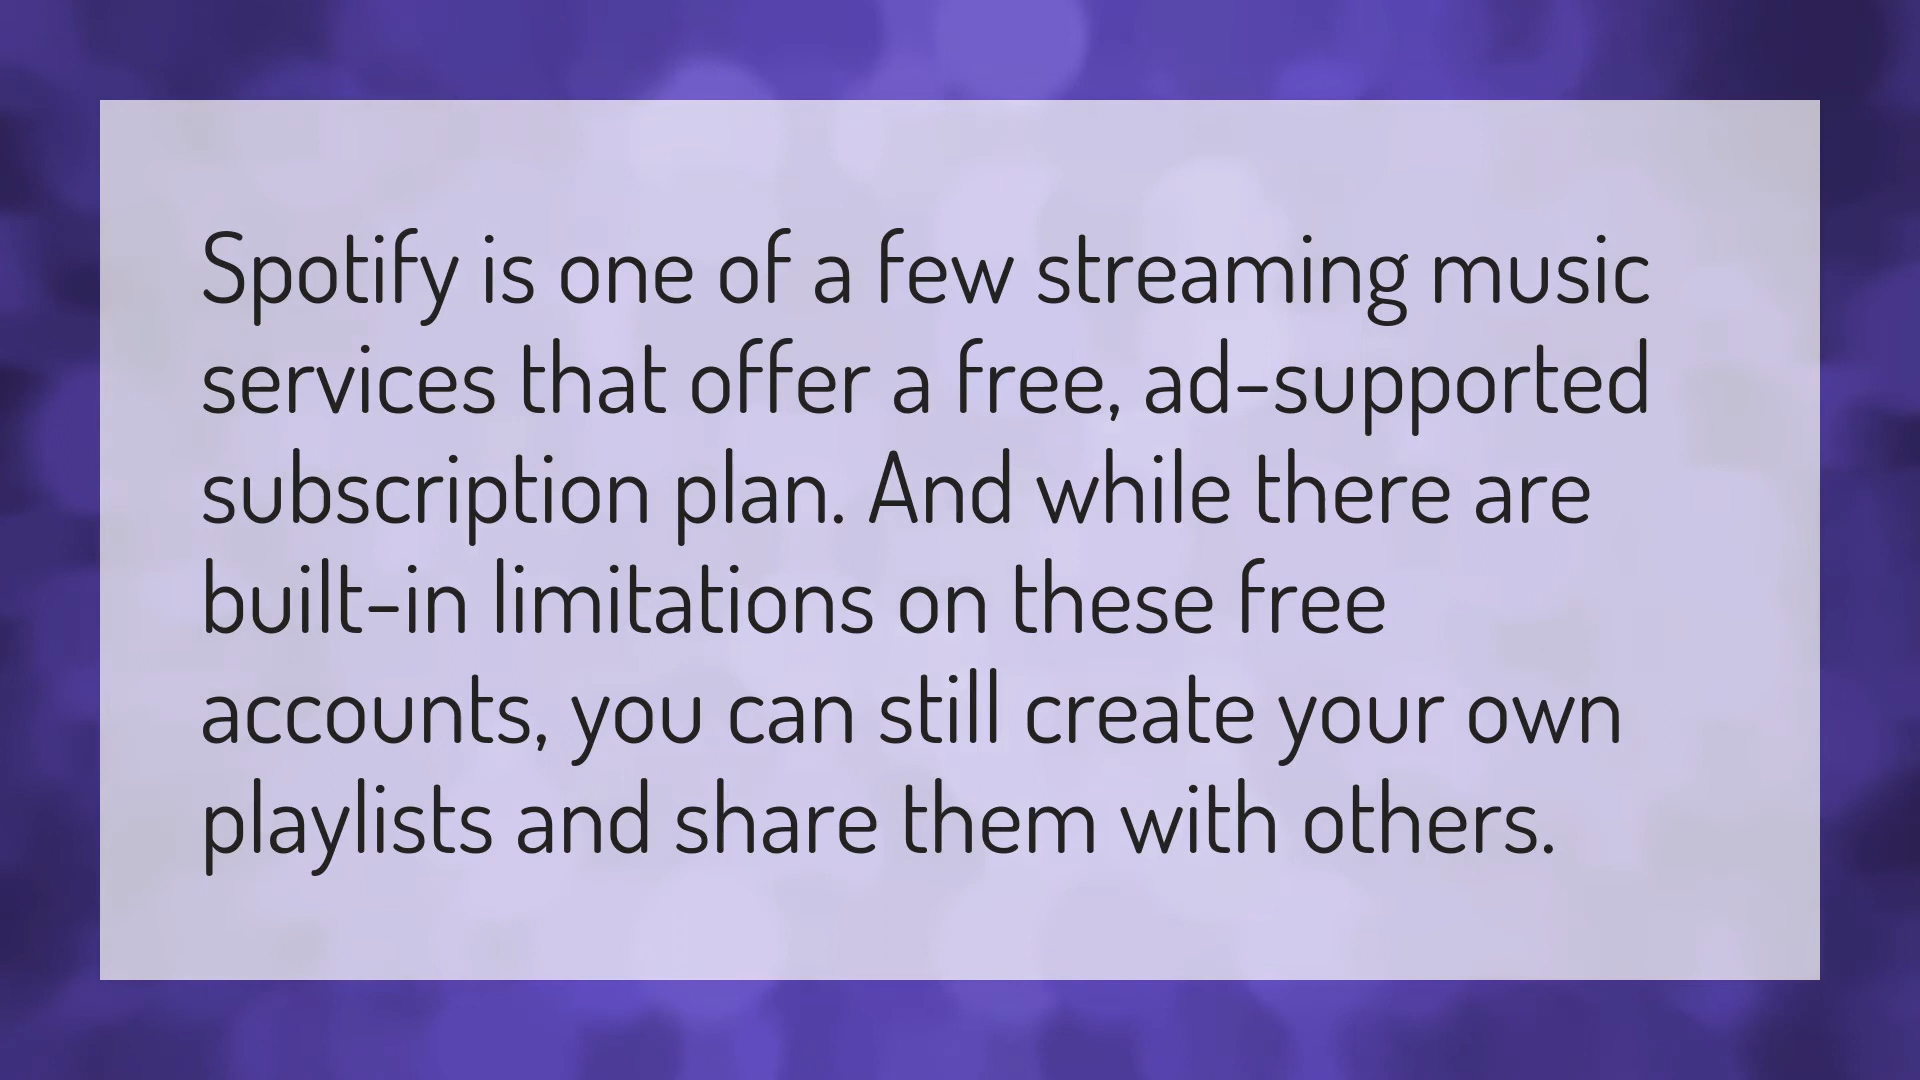 Spotify is one of a few streaming music
services that offer a free, ad-supported
subscription plan. And while there are
built-in limitations on these free
accounts, you can still create your own
playlists and share them with others.